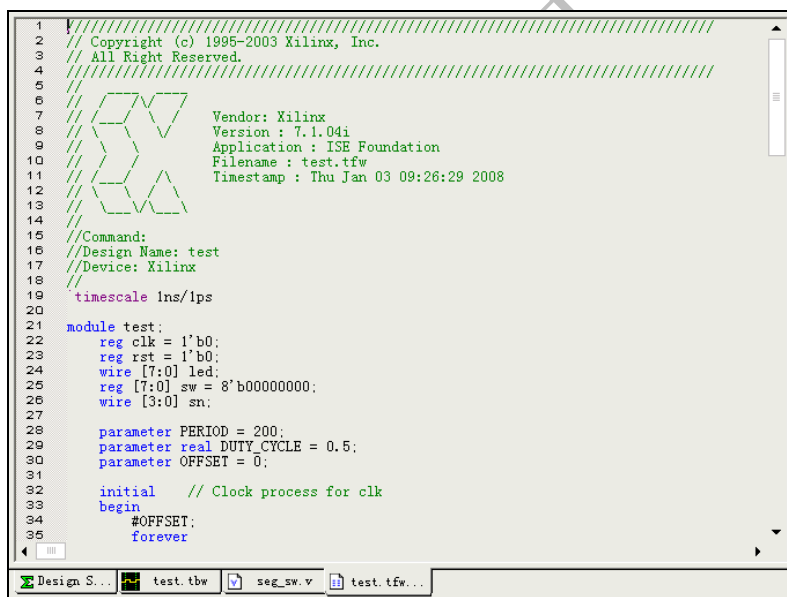 1 ////////////////////////////////////////////////////////////////////////////////
2 // Copyright (c) 1995-2003 Xilinx, Inc.
3 // All Right Reserved.
4 ////////////////////////////////////////////////////////////////////////////////
5 //   ____  ____
6 //  /   /\/   /
7 // /___/  \  /    Vendor: Xilinx
8 // \   \   \/     Version : 7.1.04i
9 //  \   \         Application : ISE Foundation
10 //  /   /         Filename : test.tfw
11 // /___/   /\     Timestamp : Thu Jan 03 09:26:29 2008
12 // \   \  /  \
13 //  \___\/\___\
14 //
15 //Command:
16 //Design Name: test
17 //Device: Xilinx
18 //
19 `timescale 1ns/1ps
20
21 module test;
22     reg clk = 1'b0;
23     reg rst = 1'b0;
24     wire [7:0] led;
25     reg [7:0] sw = 8'b00000000;
26     wire [3:0] sn;
27
28     parameter PERIOD = 200;
29     parameter real DUTY_CYCLE = 0.5;
30     parameter OFFSET = 0;
31
32     initial    // Clock process for clk
33     begin
34         #OFFSET;
35         forever
Design S... test.tbw seg_sw.v test.tfw...